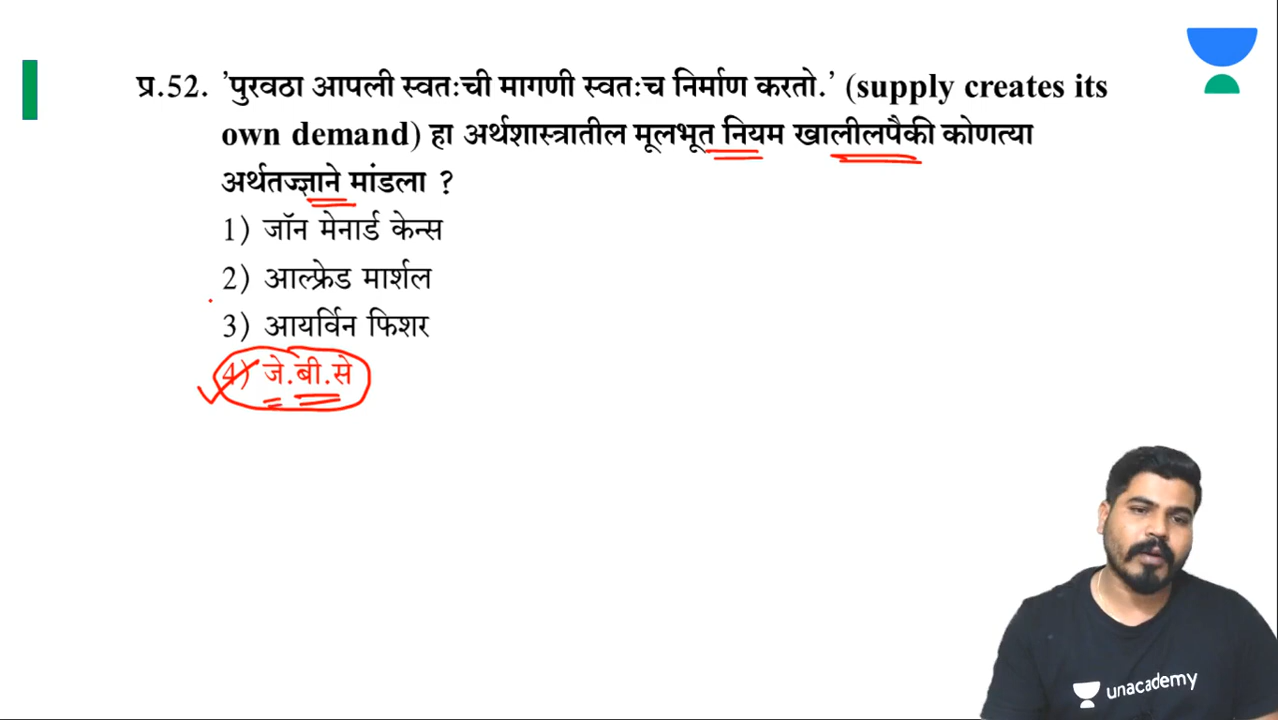 प्र.52. 'पुरवठा आपली स्वतःची मागणी स्वतःच निर्माण करतो.' (supply creates its
own demand) हा अर्थशास्त्रातील मूलभूत नियम खालीलपैकी कोणत्या
अर्थतज्ज्ञाने मांडला ?
1) जॉन मेनार्ड केन्स
2) आल्फ्रेड मार्शल
3) आयर्विन फिशर
4) जे.बी.से
unacademy